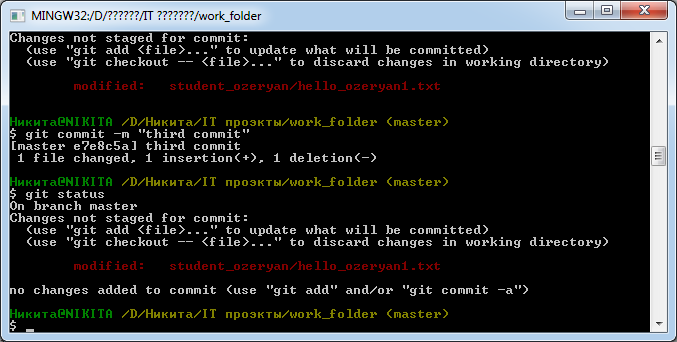 MINGW32:/D/??????/IT ???????/work_folder
Changes not staged for commit:
  (use "git add <file>..." to update what will be committed)
  (use "git checkout -- <file>..." to discard changes in working directory)
        modified:   student_ozeryan/hello_ozeryan1.txt
Никита@NIKITA /D/Никита/IT проэкты/work_folder (master)
$ git commit -m "third commit"
[master e7e8c5a] third commit
 1 file changed, 1 insertion(+), 1 deletion(-)
Никита@NIKITA /D/Никита/IT проэкты/work_folder (master)
$ git status
On branch master
Changes not staged for commit:
  (use "git add <file>..." to update what will be committed)
  (use "git checkout -- <file>..." to discard changes in working directory)
        modified:   student_ozeryan/hello_ozeryan1.txt
no changes added to commit (use "git add" and/or "git commit -a")
Никита@NIKITA /D/Никита/IT проэкты/work_folder (master)
$ _